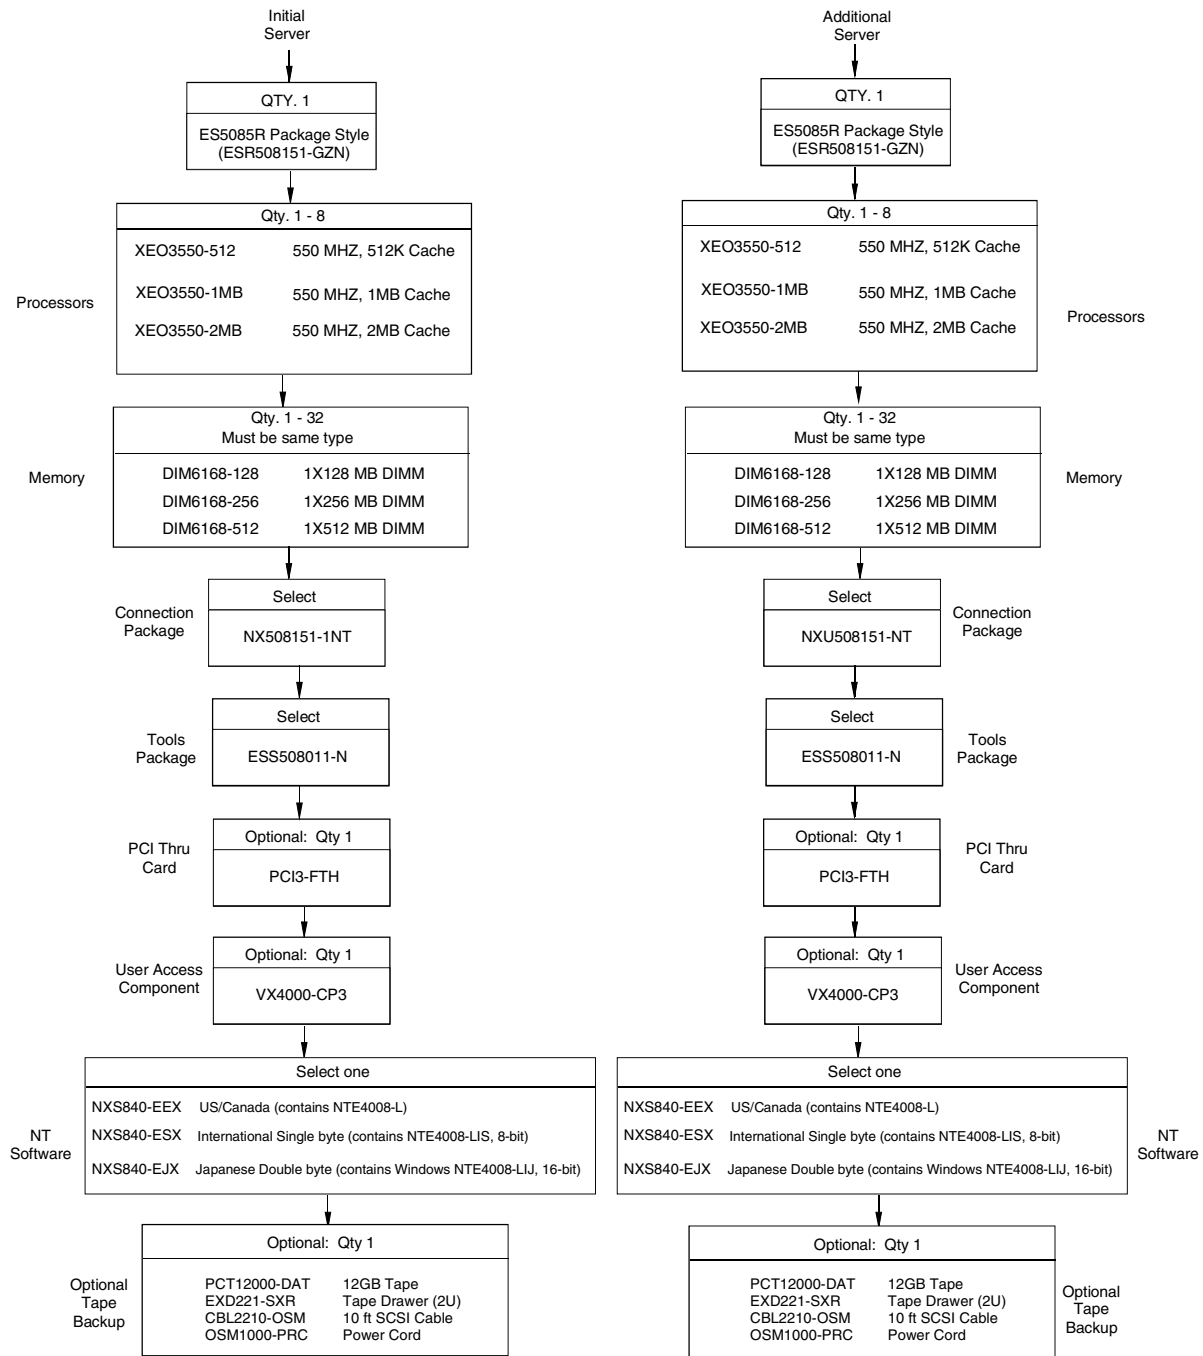 Initial
Server
QTY. 1
ES5085R Package Style
(ESR508151-GZN)
Qty. 1 - 8
XEO3550-512 550 MHZ, 512K Cache
XEO3550-1MB 550 MHZ, 1MB Cache
XEO3550-2MB 550 MHZ, 2MB Cache
Processors
Qty. 1 - 32
Must be same type
DIM6168-128 1X128 MB DIMM
DIM6168-256 1X256 MB DIMM
DIM6168-512 1X512 MB DIMM
Memory
Connection
Package
Select
NX508151-1NT
Tools
Package
Select
ESS508011-N
PCI Thru
Card
Optional: Qty 1
PCI3-FTH
User Access
Component
Optional: Qty 1
VX4000-CP3
NT
Software
Select one
NXS840-EEX US/Canada (contains NTE4008-L)
NXS840-ESX International Single byte (contains NTE4008-LIS, 8-bit)
NXS840-EJX Japanese Double byte (contains Windows NTE4008-LIJ, 16-bit)
Optional
Tape
Backup
Optional: Qty 1
PCT12000-DAT 12GB Tape
EXD221-SXR Tape Drawer (2U)
CBL2210-OSM 10 ft SCSI Cable
OSM1000-PRC Power Cord
Additional
Server
QTY. 1
ES5085R Package Style
(ESR508151-GZN)
Qty. 1 - 8
XEO3550-512 550 MHZ, 512K Cache
XEO3550-1MB 550 MHZ, 1MB Cache
XEO3550-2MB 550 MHZ, 2MB Cache
Processors
Qty. 1 - 32
Must be same type
DIM6168-128 1X128 MB DIMM
DIM6168-256 1X256 MB DIMM
DIM6168-512 1X512 MB DIMM
Memory
Select
NXU508151-NT
Connection
Package
Select
ESS508011-N
Tools
Package
Optional: Qty 1
PCI3-FTH
PCI Thru
Card
Optional: Qty 1
VX4000-CP3
User Access
Component
Select one
NXS840-EEX US/Canada (contains NTE4008-L)
NXS840-ESX International Single byte (contains NTE4008-LIS, 8-bit)
NXS840-EJX Japanese Double byte (contains Windows NTE4008-LIJ, 16-bit)
NT
Software
Optional: Qty 1
PCT12000-DAT 12GB Tape
EXD221-SXR Tape Drawer (2U)
CBL2210-OSM 10 ft SCSI Cable
OSM1000-PRC Power Cord
Optional
Tape
Backup